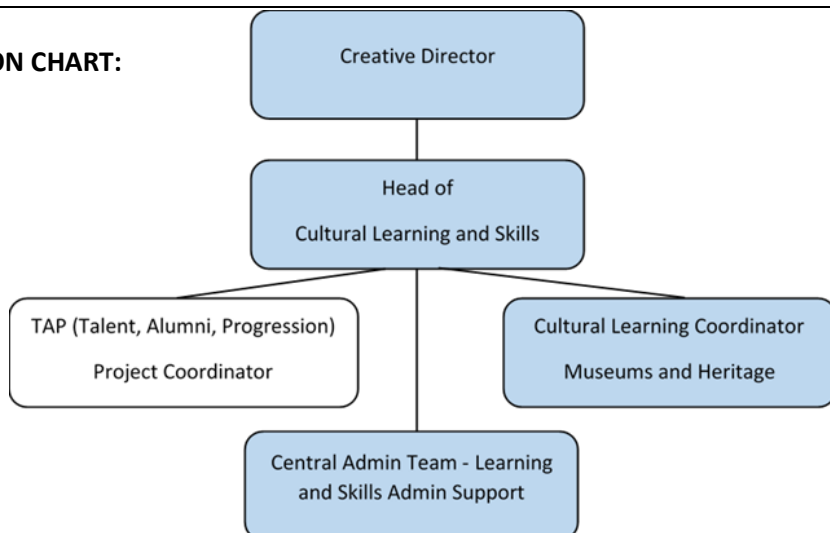 ON CHART:
Creative Director
Head of
Cultural Learning and Skills
TAP (Talent, Alumni, Progression)
Project Coordinator
Cultural Learning Coordinator
Museums and Heritage
Central Admin Team - Learning
and Skills Admin Support